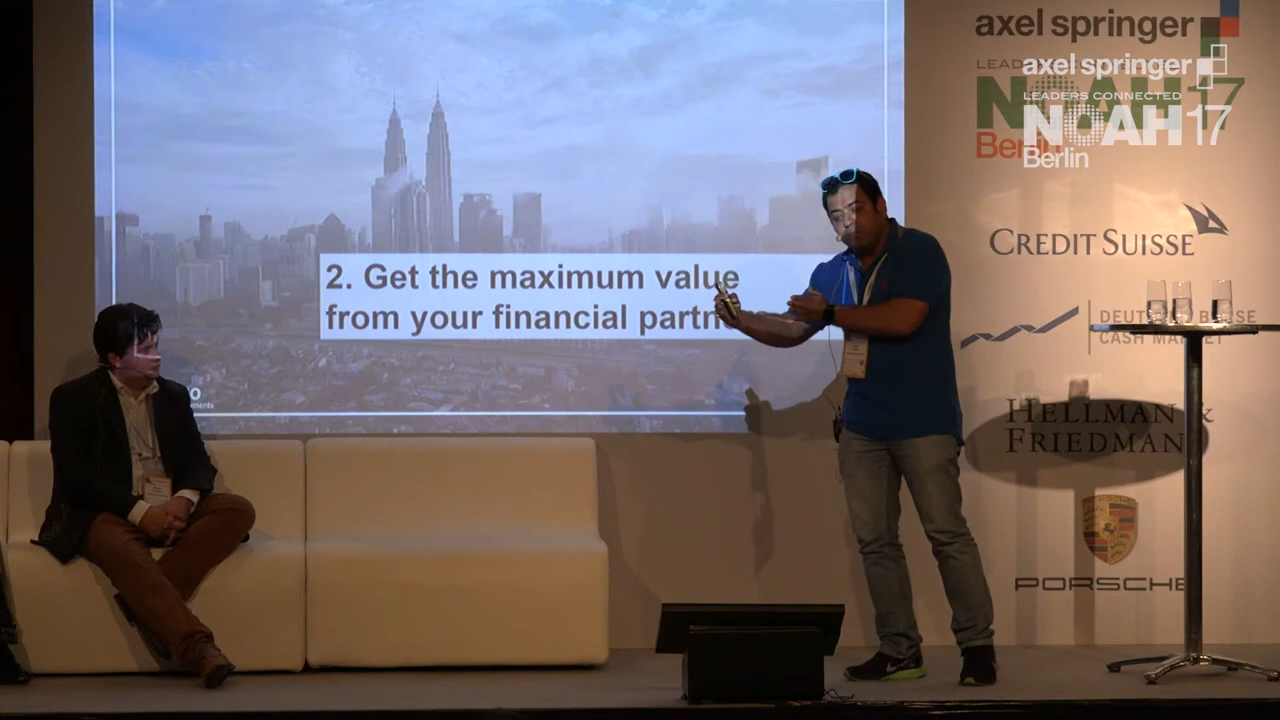 axel springer
LEADERS CONNECTED
NOAH17
Berlin
axel springer
NOAH17
Berlin
2. Get the maximum value
from your financial
CREDIT SUISSE
CASH MARKET
HELLMAN &
FRIEDMAN
PORSCHE